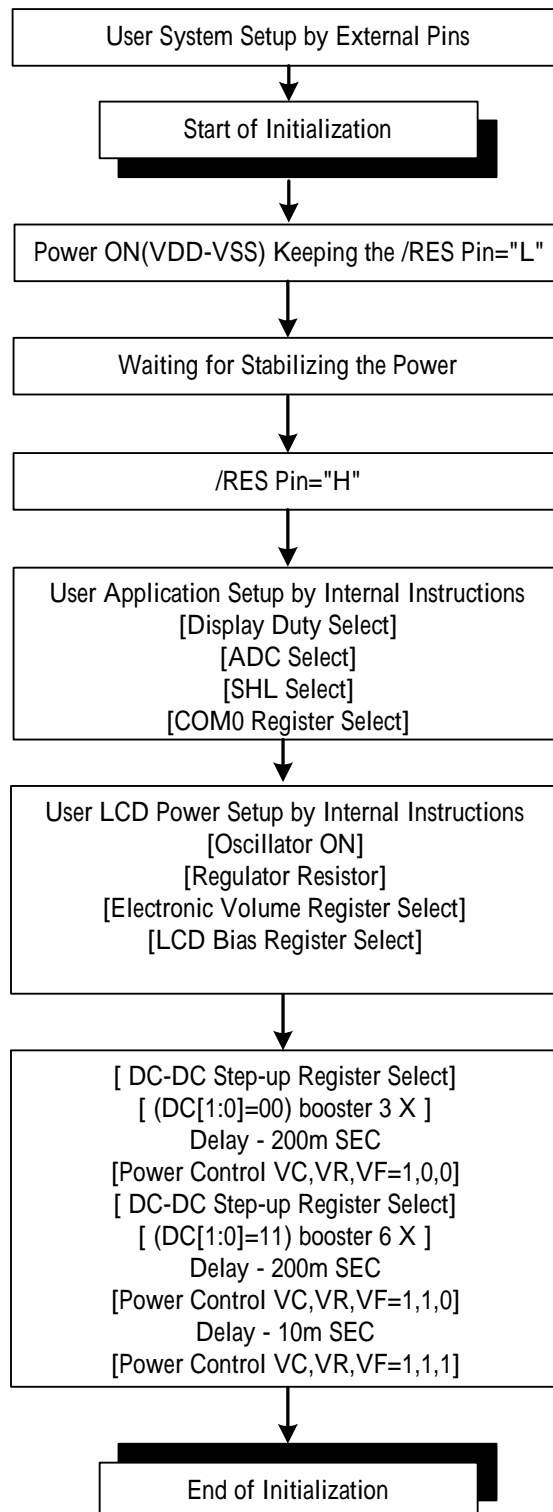 User System Setup by External Pins
Start of Initialization
Power ON(VDD-VSS) Keeping the /RES Pin="L"
Waiting for Stabilizing the Power
/RES Pin="H"
User Application Setup by Internal Instructions
[Display Duty Select]
[ADC Select]
[SHL Select]
[COM0 Register Select]
User LCD Power Setup by Internal Instructions
[Oscillator ON]
[Regulator Resistor]
[Electronic Volume Register Select]
[LCD Bias Register Select]
[ DC-DC Step-up Register Select]
[ (DC[1:0]=00) booster 3 X ]
Delay - 200m SEC
[Power Control VC,VR,VF=1,0,0]
[ DC-DC Step-up Register Select]
[ (DC[1:0]=11) booster 6 X ]
Delay - 200m SEC
[Power Control VC,VR,VF=1,1,0]
Delay - 10m SEC
[Power Control VC,VR,VF=1,1,1]
End of Initialization